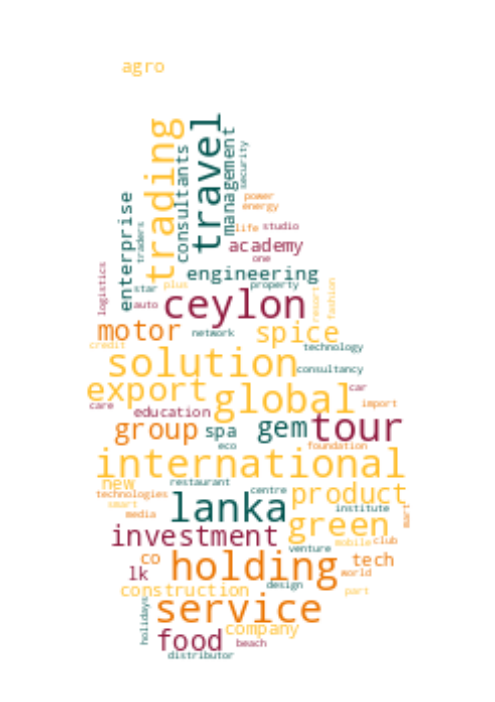 agro
trading
travel
consultants
management
security
enterprise
traders
power
energy
life
studio
academy
one
engineering
logistics
star
plus
property
resort
fashion
auto
ceylon
motor
network
spice
credit
technology
solution
consultancy
export
global
car
import
care
education
group
spa
gem
tour
eco
foundation
international
new
restaurant
technologies
centre
product
smart
lanka
institute
mart
media
green
investment
mobile
club
venture
co
holding
tech
lk
world
construction
design
part
service
holidays
company
food
beach
distributor